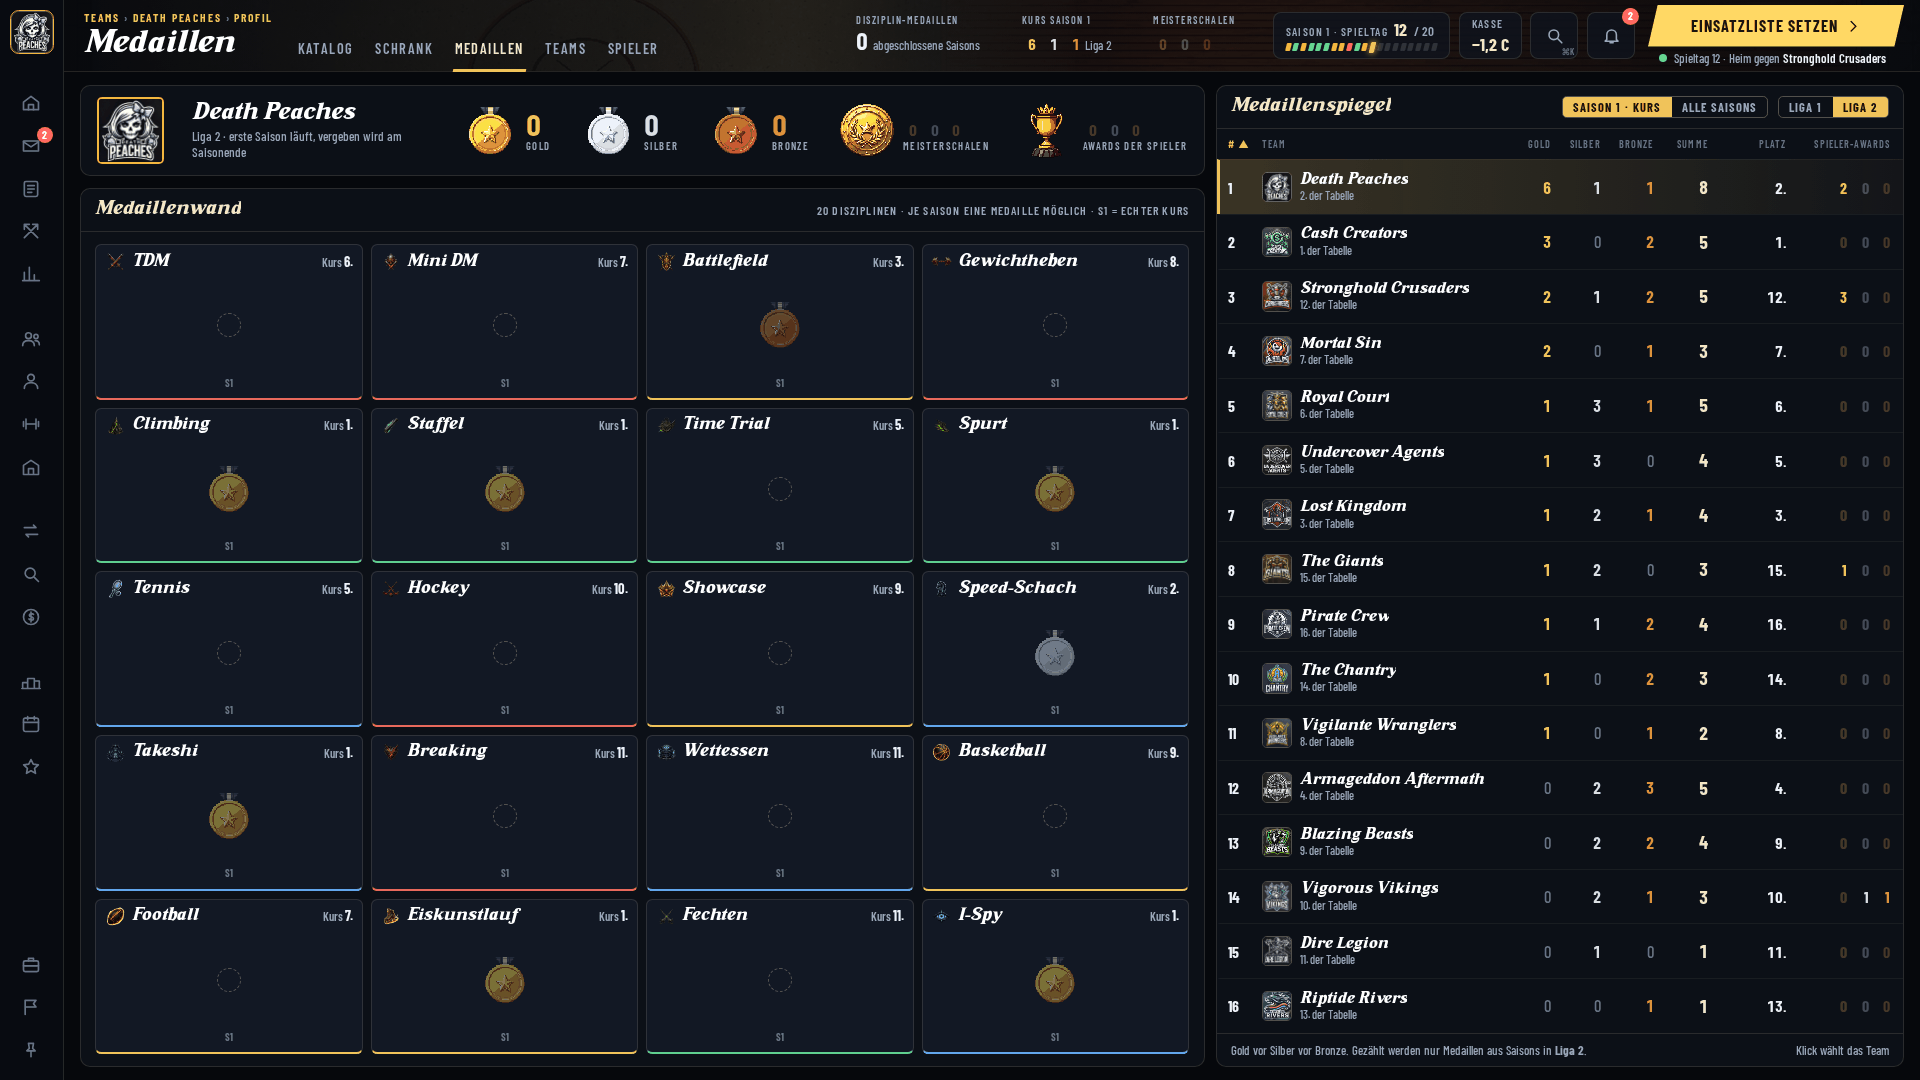 TEAMS › DEATH PEACHES › PROFIL
Medaillen
KATALOG SCHRANK MEDAILLEN TEAMS SPIELER
DISZIPLIN-MEDAILLEN
0 abgeschlossene Saisons
KURS SAISON 1
6 1 1 Liga 2
MEISTERSCHALEN
0 0 0
SAISON 1 · SPIELTAG 12 / 20
KASSE
−1,2 C
⌘K
2
EINSATZLISTE SETZEN
Spieltag 12 · Heim gegen Stronghold Crusaders
2
Death Peaches
Liga 2 · erste Saison läuft, vergeben wird am
Saisonende
0 GOLD
0 SILBER
0 BRONZE
0 0 0 MEISTERSCHALEN
0 0 0 AWARDS DER SPIELER
Medaillenwand
20 DISZIPLINEN · JE SAISON EINE MEDAILLE MÖGLICH · S1 = ECHTER KURS
TDM Kurs 6.
S1
Mini DM Kurs 7.
S1
Battlefield Kurs 3.
S1
Gewichtheben Kurs 8.
S1
Climbing Kurs 1.
S1
Staffel Kurs 1.
S1
Time Trial Kurs 5.
S1
Spurt Kurs 1.
S1
Tennis Kurs 5.
S1
Hockey Kurs 10.
S1
Showcase Kurs 9.
S1
Speed-Schach Kurs 2.
S1
Takeshi Kurs 1.
S1
Breaking Kurs 11.
S1
Wettessen Kurs 11.
S1
Basketball Kurs 9.
S1
Football Kurs 7.
S1
Eiskunstlauf Kurs 1.
S1
Fechten Kurs 11.
S1
I-Spy Kurs 1.
S1
Medaillenspiegel
SAISON 1 · KURS ALLE SAISONS LIGA 1 LIGA 2
# ▲ TEAM GOLD SILBER BRONZE SUMME PLATZ SPIELER-AWARDS
1 Death Peaches 6 1 1 8 2. 2 0 0
2. der Tabelle
2 Cash Creators 3 0 2 5 1. 0 0 0
1. der Tabelle
3 Stronghold Crusaders 2 1 2 5 12. 3 0 0
12. der Tabelle
4 Mortal Sin 2 0 1 3 7. 0 0 0
7. der Tabelle
5 Royal Court 1 3 1 5 6. 0 0 0
6. der Tabelle
6 Undercover Agents 1 3 0 4 5. 0 0 0
5. der Tabelle
7 Lost Kingdom 1 2 1 4 3. 0 0 0
3. der Tabelle
8 The Giants 1 2 0 3 15. 1 0 0
15. der Tabelle
9 Pirate Crew 1 1 2 4 16. 0 0 0
16. der Tabelle
10 The Chantry 1 0 2 3 14. 0 0 0
14. der Tabelle
11 Vigilante Wranglers 1 0 1 2 8. 0 0 0
8. der Tabelle
12 Armageddon Aftermath 0 2 3 5 4. 0 0 0
4. der Tabelle
13 Blazing Beasts 0 2 2 4 9. 0 0 0
9. der Tabelle
14 Vigorous Vikings 0 2 1 3 10. 0 1 1
10. der Tabelle
15 Dire Legion 0 1 0 1 11. 0 0 0
11. der Tabelle
16 Riptide Rivers 0 0 1 1 13. 0 0 0
13. der Tabelle
Gold vor Silber vor Bronze. Gezählt werden nur Medaillen aus Saisons in Liga 2.
Klick wählt das Team